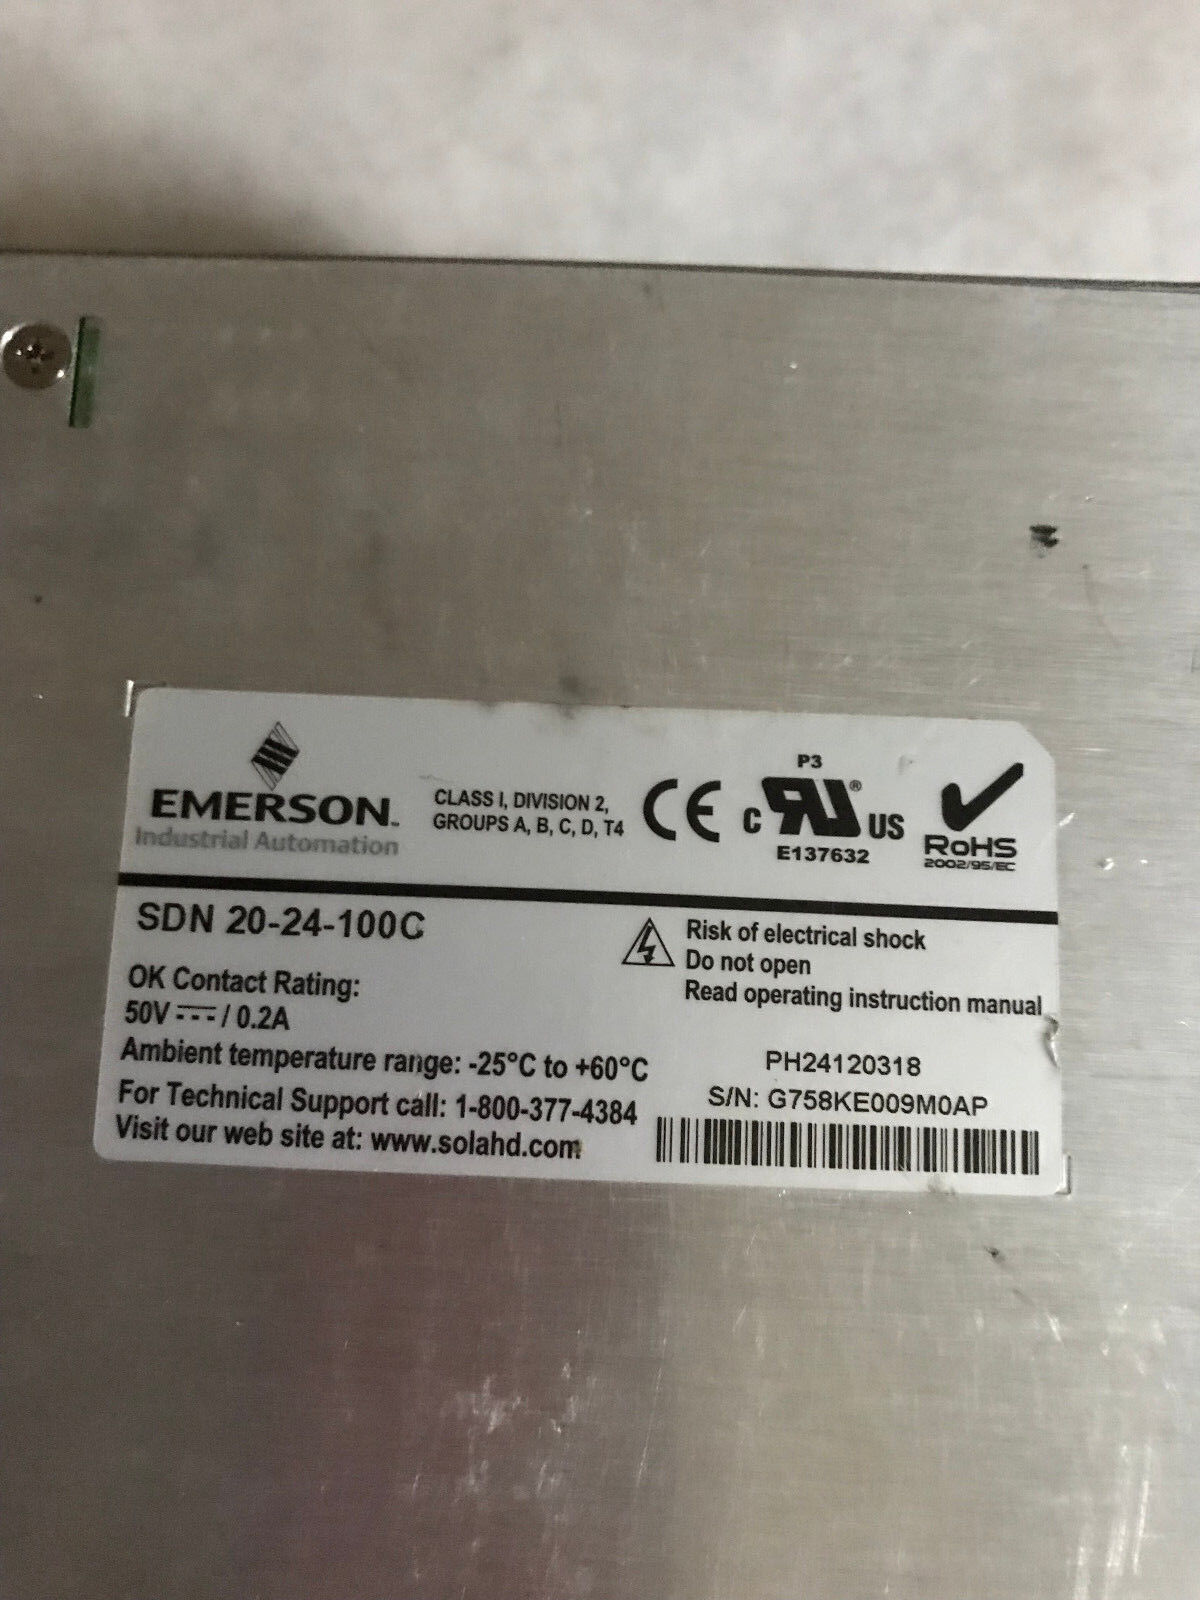 EMERSON™
Industrial Automation
CLASS I, DIVISION 2,
GROUPS A, B, C, D, T4
CE
P3
c UR® US
E137632
RoHS
2002/95/EC
SDN 20-24-100C
OK Contact Rating:
50V ⎓ / 0.2A
Ambient temperature range: -25°C to +60°C
For Technical Support call: 1-800-377-4384
Visit our web site at: www.solahd.com
Risk of electrical shock
Do not open
Read operating instruction manual
PH24120318
S/N: G758KE009M0AP